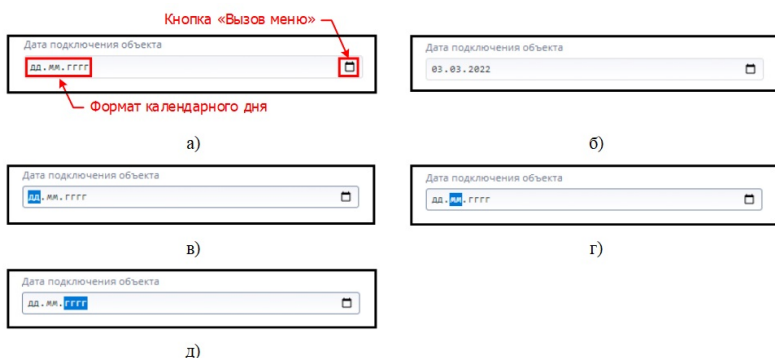 Кнопка «Вызов меню»
Дата подключения объекта
дд.мм.гггг
Формат календарного дня
а)
Дата подключения объекта
03.03.2022
б)
Дата подключения объекта
дд.мм.гггг
в)
Дата подключения объекта
дд.мм.гггг
г)
Дата подключения объекта
дд.мм.гггг
д)